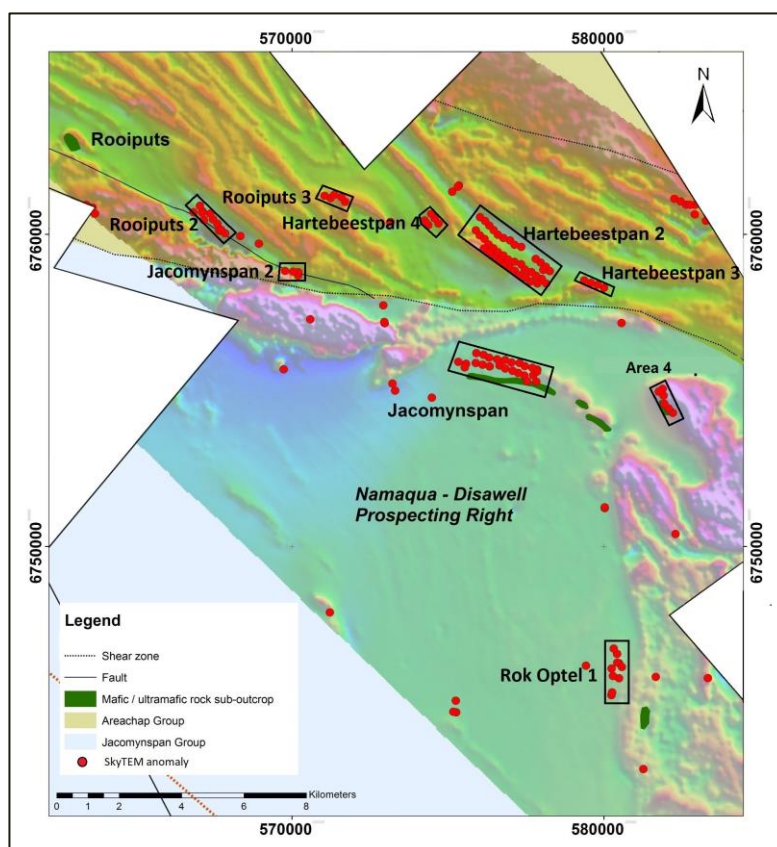 570000
580000
N
Rooiputs
Rooiputs 3
6760000
6760000
Rooiputs 2
Hartebeestpan 4
Hartebeestpan 2
Jacomynspan 2
Hartebeestpan 3
Area 4
Jacomynspan
Namaqua - Disawell
Prospecting Right
6750000
6750000
Legend
Shear zone
Fault
Mafic / ultramafic rock sub-outcrop
Areachap Group
Jacomynspan Group
SkyTEM anomaly
Rok Optel 1
Kilometers
0 1 2 4 6 8
570000
580000